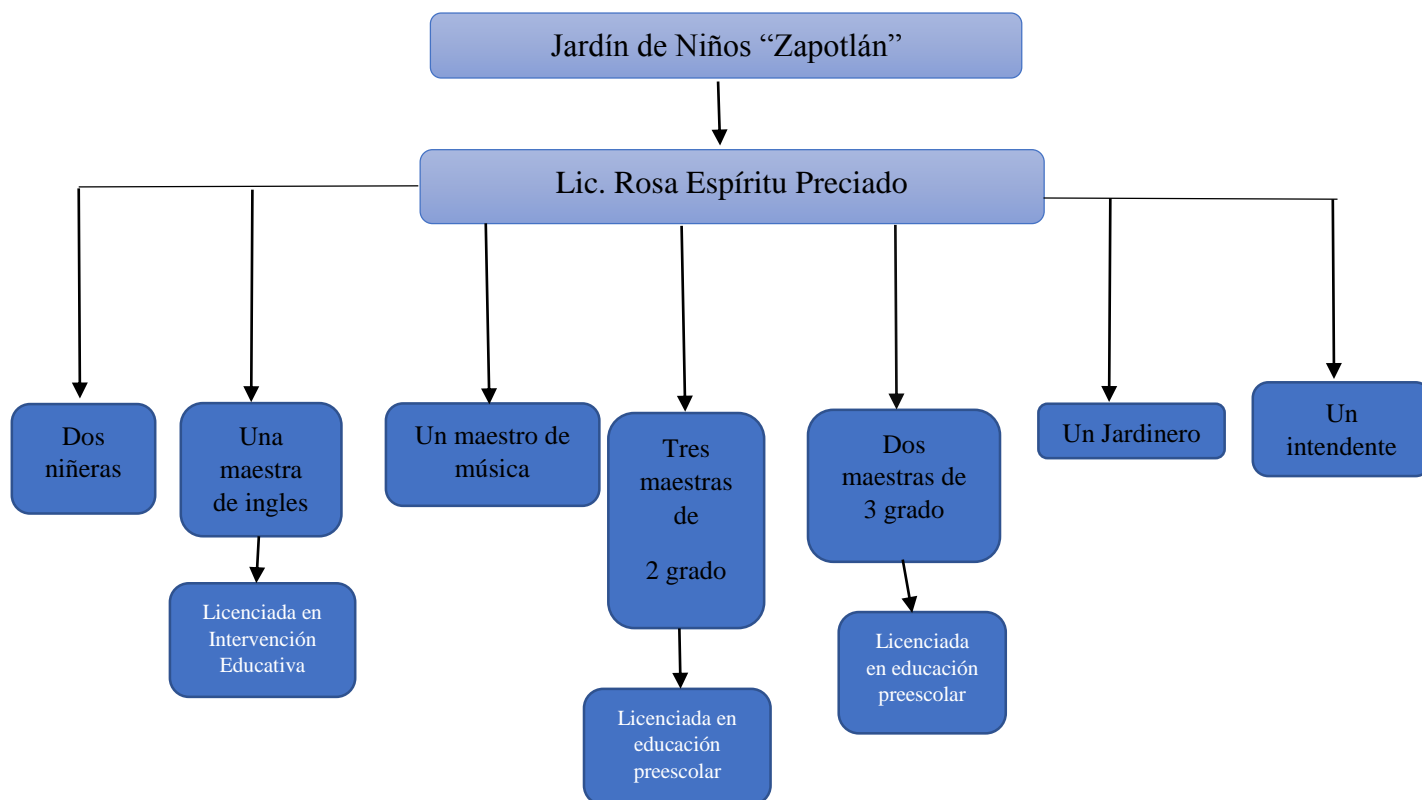 Jardín de Niños “Zapotlán”
Lic. Rosa Espíritu Preciado
Dos
niñeras
Una
maestra
de ingles
Un maestro de
música
Tres
maestras
de
2 grado
Dos
maestras de
3 grado
Un Jardinero
Un
intendente
Licenciada en
Intervención
Educativa
Licenciada en
educación
preescolar
Licenciada
en educación
preescolar